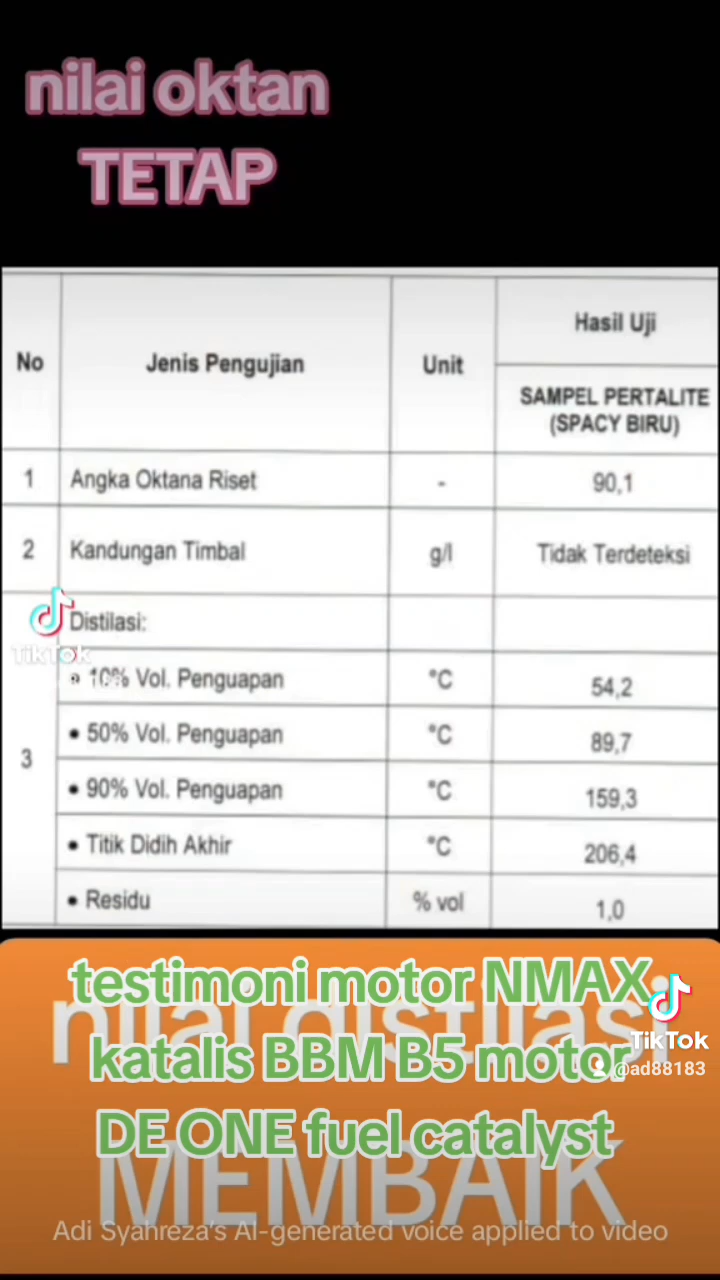 nilai oktan
TETAP
No Jenis Pengujian Unit Hasil Uji
SAMPEL PERTALITE
(SPACY BIRU)
1 Angka Oktana Riset - 90,1
2 Kandungan Timbal g/l Tidak Terdeteksi
3 Distilasi:
• 10% Vol. Penguapan °C 54,2
• 50% Vol. Penguapan °C 89,7
• 90% Vol. Penguapan °C 159,3
• Titik Didih Akhir °C 206,4
• Residu % vol 1,0
TikTok
nilai distilasi
MEMBAIK
testimoni motor NMAX
katalis BBM B5 motor
DE ONE fuel catalyst
TikTok
@ad88183
Adi Syahreza's AI-generated voice applied to video